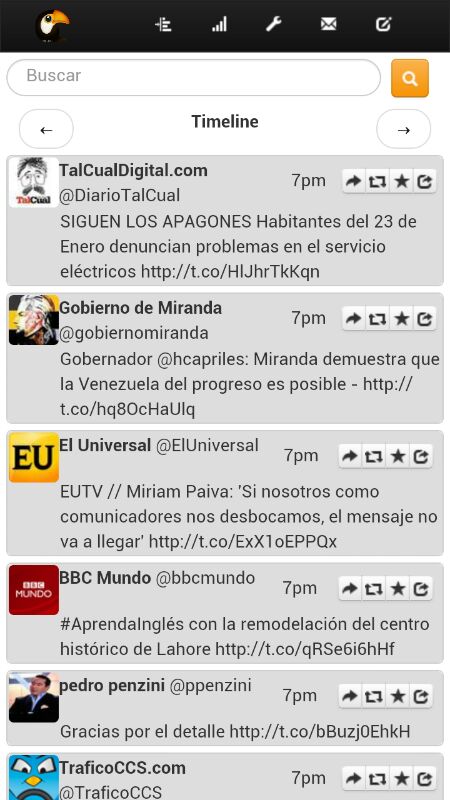 Buscar
←
Timeline
→
TalCualDigital.com
7pm
@DiarioTalCual
SIGUEN LOS APAGONES Habitantes del 23 de
Enero denuncian problemas en el servicio
eléctricos http://t.co/HlJhrTkKqn
TalCual
Gobierno de Miranda
7pm
@gobiernomiranda
Gobernador @hcapriles: Miranda demuestra que
la Venezuela del progreso es posible - http://
t.co/hq8OcHaUlq
EU
El Universal @ElUniversal
7pm
EUTV // Miriam Paiva: 'Si nosotros como
comunicadores nos desbocamos, el mensaje no
va a llegar' http://t.co/ExX1oEPPQx
BBC
MUNDO
BBC Mundo @bbcmundo
7pm
#AprendaInglés con la remodelación del centro
histórico de Lahore http://t.co/qRSe6i6hHf
pedro penzini @ppenzini
7pm
Gracias por el detalle http://t.co/bBuzj0EhkH
TraficoCCS.com
7pm
@TraficoCCS